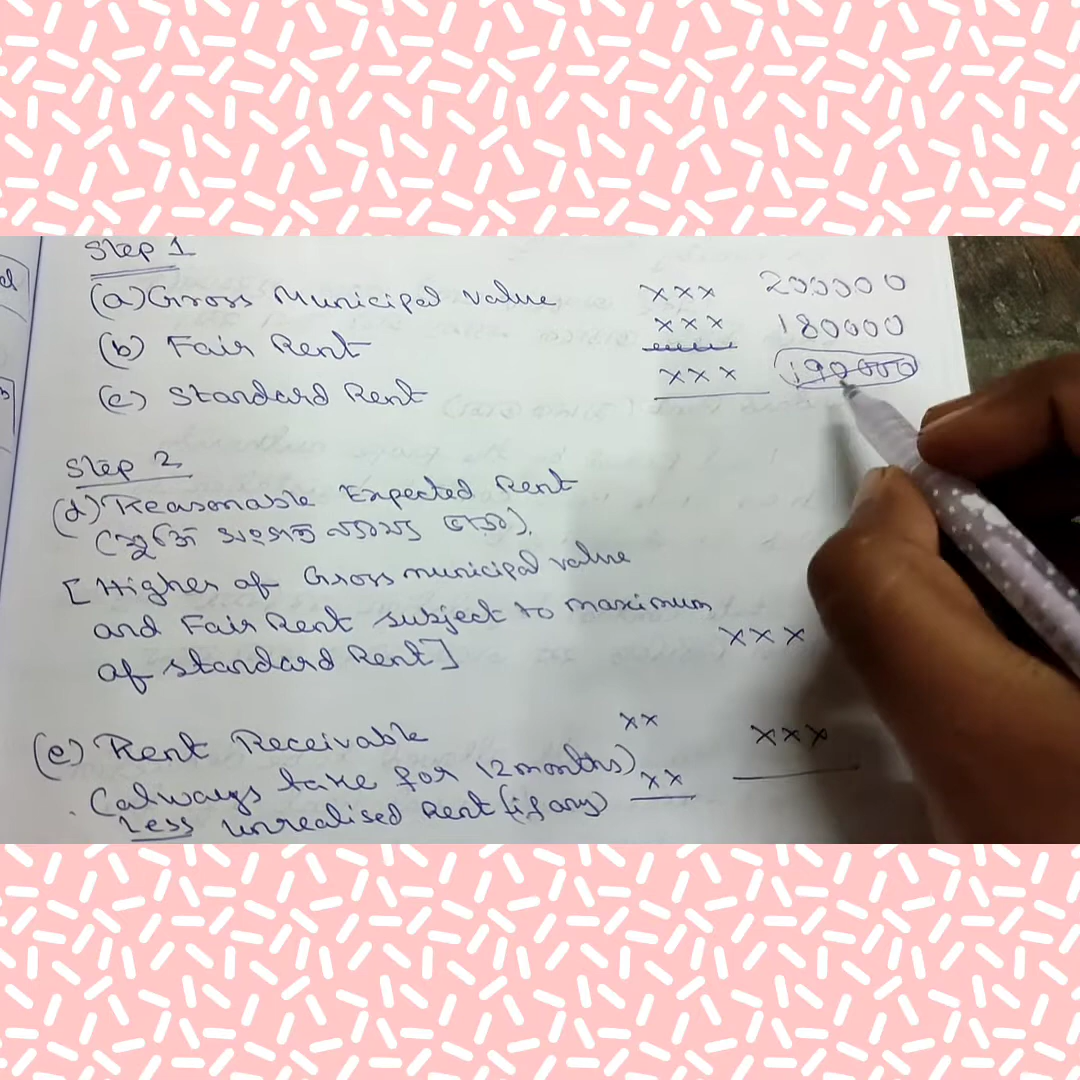 Step 1
(a) Gross Municipal value xxx 200000
(b) Fair Rent xxx 180000
(c) Standard Rent xxx 190000
Step 2
(d) Reasonable Expected Rent
[Higher of Gross municipal value
and Fair Rent subject to maximum
of standard Rent] xxx
(e) Rent Receivable xx xxx
(always take for 12 months)
Less unrealised Rent (if any) xx